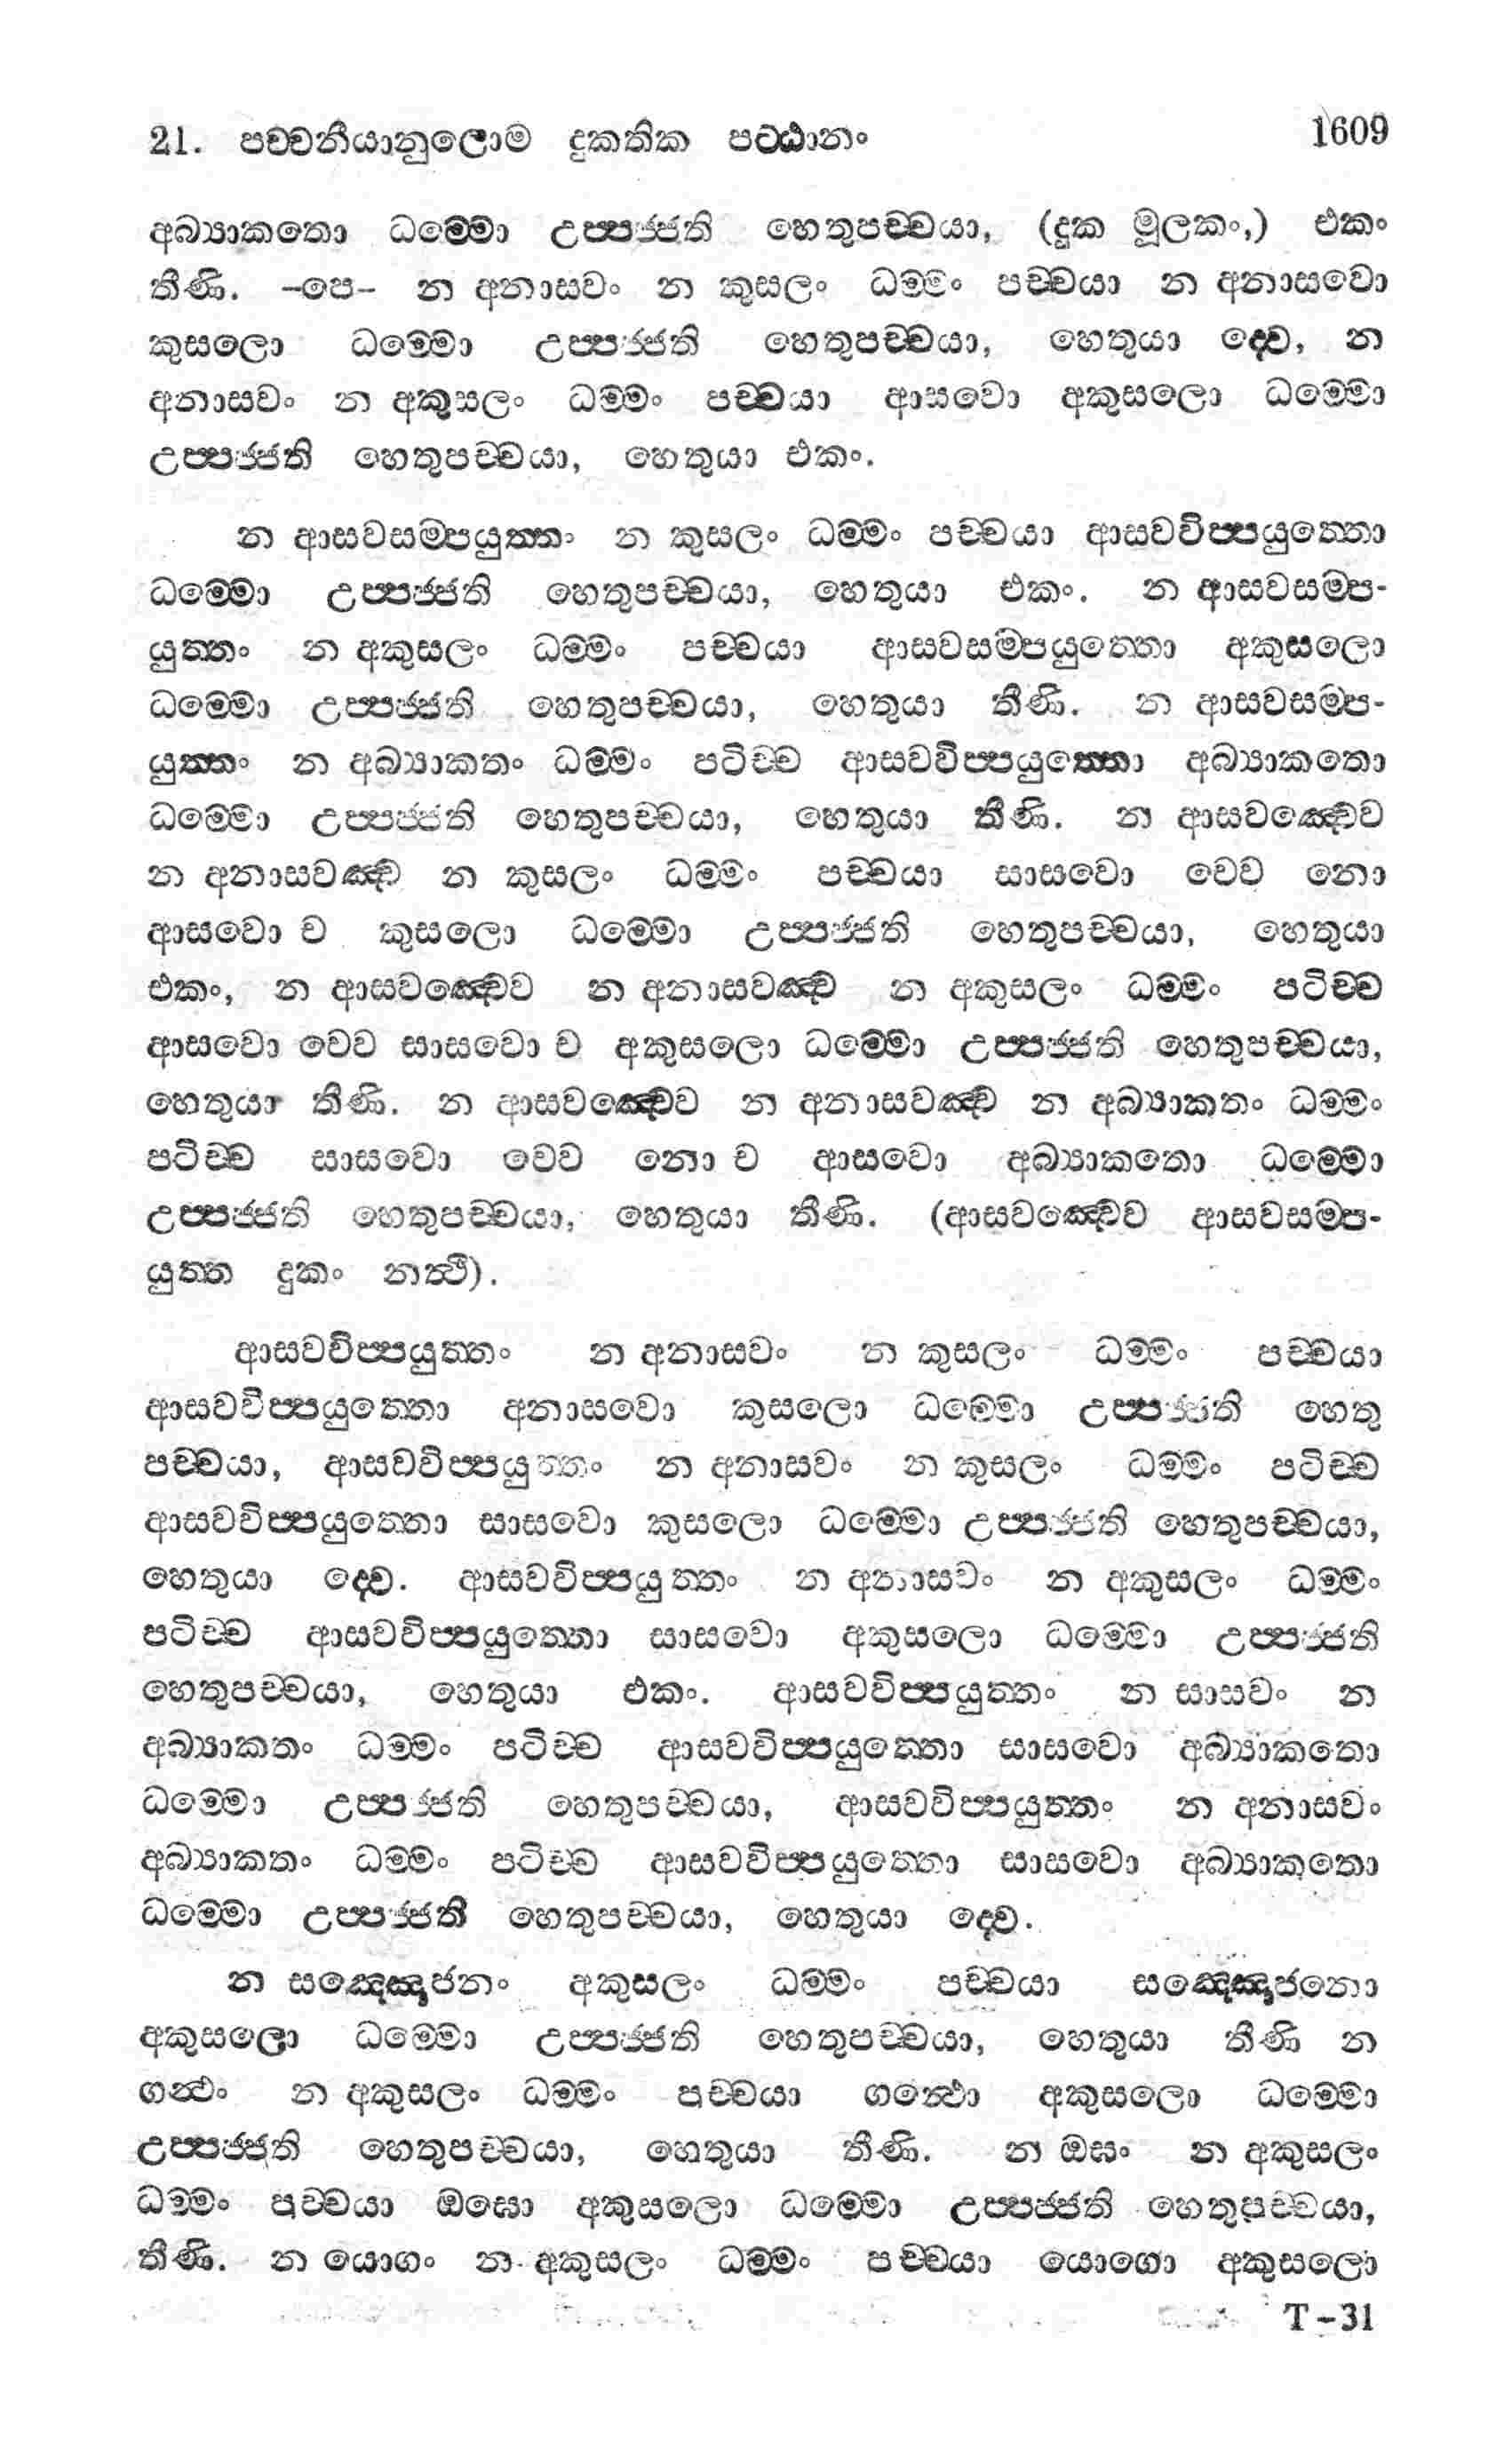 21. පච්චනීයානුලොම දුකතික පට්ඨානං 1609
අබ්‍යාකතො ධම්මො උප්පජ්ජති හෙතුපච්චයා, (දුක මූලකං,) එකං
තීණි. -පෙ- න අනාසවං න කුසලං ධම්මං පච්චයා න අනාසවො
කුසලො ධම්මො උප්පජ්ජති හෙතුපච්චයා, හෙතුයා ද්වෙ, න
අනාසවං න අකුසලං ධම්මං පච්චයා ආසවො අකුසලො ධම්මො
උප්පජ්ජති හෙතුපච්චයා, හෙතුයා එකං.
න ආසවසම්පයුත්තං න කුසලං ධම්මං පච්චයා ආසවවිප්පයුත්තො
ධම්මො උප්පජ්ජති හෙතුපච්චයා, හෙතුයා එකං. න ආසවසම්ප-
යුත්තං න අකුසලං ධම්මං පච්චයා ආසවසම්පයුත්තො අකුසලො
ධම්මො උප්පජ්ජති හෙතුපච්චයා, හෙතුයා තීණි. න ආසවසම්ප-
යුත්තං න අබ්‍යාකතං ධම්මං පටිච්ච ආසවවිප්පයුත්තො අබ්‍යාකතො
ධම්මො උප්පජ්ජති හෙතුපච්චයා, හෙතුයා තීණි. න ආසවඤ්චෙව
න අනාසවඤ්ච න කුසලං ධම්මං පච්චයා සාසවො චෙව නො
ආසවො ච කුසලො ධම්මො උප්පජ්ජති හෙතුපච්චයා, හෙතුයා
එකං, න ආසවඤ්චෙව න අනාසවඤ්ච න අකුසලං ධම්මං පටිච්ච
ආසවො චෙව සාසවො ච අකුසලො ධම්මො උප්පජ්ජති හෙතුපච්චයා,
හෙතුයා තීණි. න ආසවඤ්චෙව න අනාසවඤ්ච න අබ්‍යාකතං ධම්මං
පටිච්ච සාසවො චෙව නො ච ආසවො අබ්‍යාකතො ධම්මො
උප්පජ්ජති හෙතුපච්චයා, හෙතුයා තීණි. (ආසවඤ්චෙව ආසවසම්ප-
යුත්ත දුකං නත්ථි).
ආසවවිප්පයුත්තං න අනාසවං න කුසලං ධම්මං පච්චයා
ආසවවිප්පයුත්තො අනාසවො කුසලො ධම්මො උප්පජ්ජති හෙතු
පච්චයා, ආසවවිප්පයුත්තං න අනාසවං න කුසලං ධම්මං පටිච්ච
ආසවවිප්පයුත්තො සාසවො කුසලො ධම්මො උප්පජ්ජති හෙතුපච්චයා,
හෙතුයා ද්වෙ. ආසවවිප්පයුත්තං න අනාසවං න අකුසලං ධම්මං
පටිච්ච ආසවවිප්පයුත්තො සාසවො අකුසලො ධම්මො උප්පජ්ජති
හෙතුපච්චයා, හෙතුයා එකං. ආසවවිප්පයුත්තං න සාසවං න
අබ්‍යාකතං ධම්මං පටිච්ච ආසවවිප්පයුත්තො සාසවො අබ්‍යාකතො
ධම්මො උප්පජ්ජති හෙතුපච්චයා, ආසවවිප්පයුත්තං න අනාසවං
අබ්‍යාකතං ධම්මං පටිච්ච ආසවවිප්පයුත්තො සාසවො අබ්‍යාකතො
ධම්මො උප්පජ්ජති හෙතුපච්චයා, හෙතුයා ද්වෙ.
න සඤ්ඤොජනං අකුසලං ධම්මං පච්චයා සඤ්ඤොජනො
අකුසලො ධම්මො උප්පජ්ජති හෙතුපච්චයා, හෙතුයා තීණි න
ගන්ථං න අකුසලං ධම්මං පච්චයා ගන්ථො අකුසලො ධම්මො
උප්පජ්ජති හෙතුපච්චයා, හෙතුයා තීණි. න ඔඝං න අකුසලං
ධම්මං පච්චයා ඔඝො අකුසලො ධම්මො උප්පජ්ජති හෙතුපච්චයා,
තීණි. න යොගං න අකුසලං ධම්මං පච්චයා යොගො අකුසලො
T-31